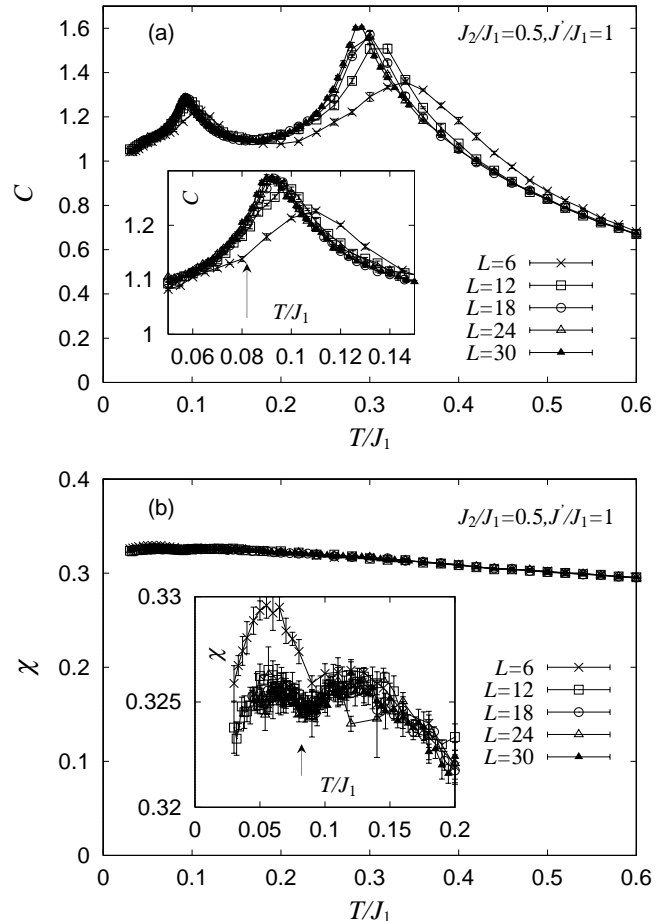 (a)
J₂/J₁=0.5,J'/J₁=1
1.6
1.4
1.2
1
0.8
0.6
0.4
0.2
0
C
0
0.1
0.2
0.3
0.4
0.5
0.6
T/J₁
C
1.2
1.1
1
0.06
0.08
0.1
0.12
0.14
T/J₁
L=6
L=12
L=18
L=24
L=30
(b)
J₂/J₁=0.5,J'/J₁=1
0.4
0.3
0.2
0.1
0
χ
0
0.1
0.2
0.3
0.4
0.5
0.6
T/J₁
0.33
0.325
0.32
χ
0
0.05
0.1
0.15
0.2
T/J₁
L=6
L=12
L=18
L=24
L=30